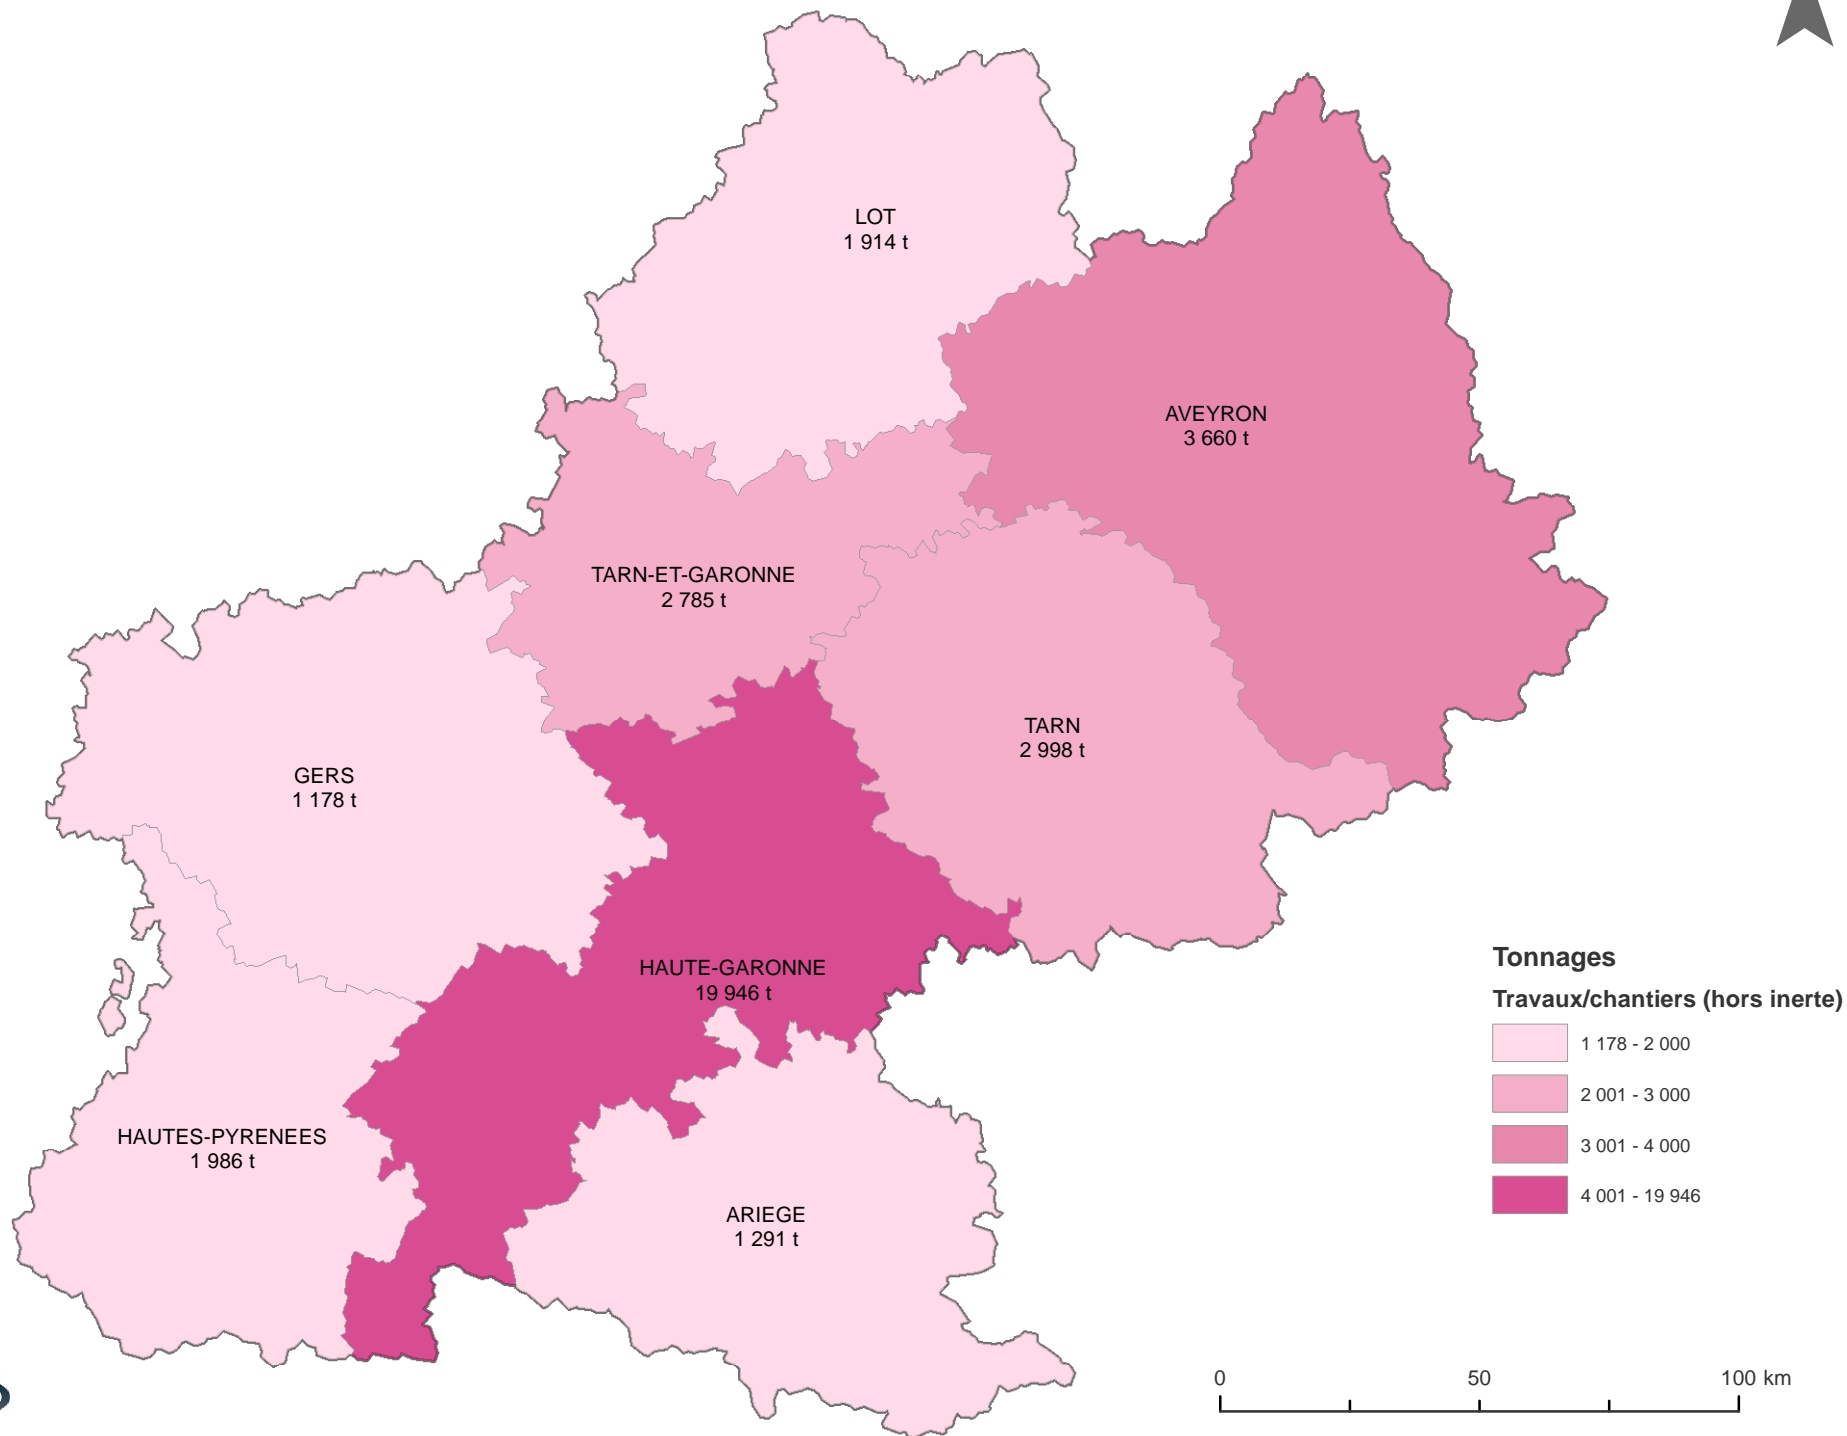 LOT
1 914 t
AVEYRON
3 660 t
TARN-ET-GARONNE
2 785 t
TARN
2 998 t
GERS
1 178 t
HAUTE-GARONNE
19 946 t
HAUTES-PYRENEES
1 986 t
ARIEGE
1 291 t
Tonnages
Travaux/chantiers (hors inerte)
1 178 - 2 000
2 001 - 3 000
3 001 - 4 000
4 001 - 19 946
0 50 100 km